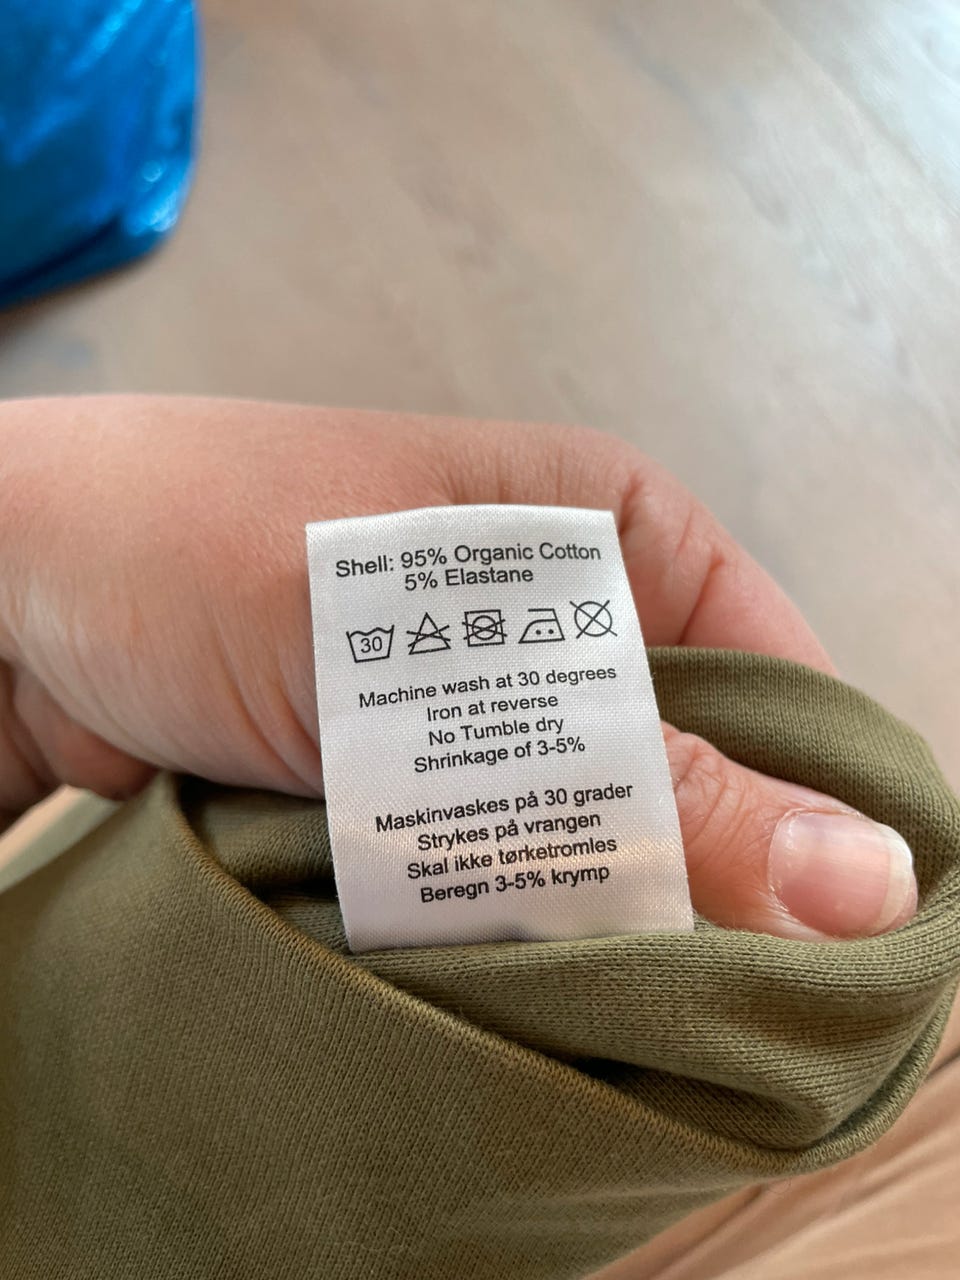 Shell: 95% Organic Cotton
5% Elastane
30
Machine wash at 30 degrees
Iron at reverse
No Tumble dry
Shrinkage of 3-5%
Maskinvaskes på 30 grader
Strykes på vrangen
Skal ikke tørketromles
Beregn 3-5% krymp